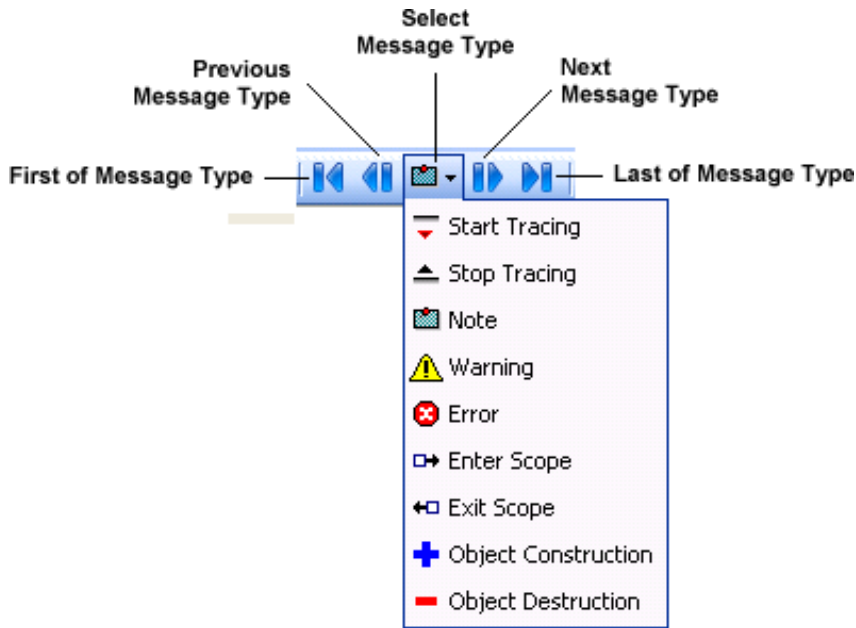 Select
Message Type
Previous
Message Type
Next
Message Type
First of Message Type
Last of Message Type
Start Tracing
Stop Tracing
Note
Warning
Error
Enter Scope
Exit Scope
Object Construction
Object Destruction